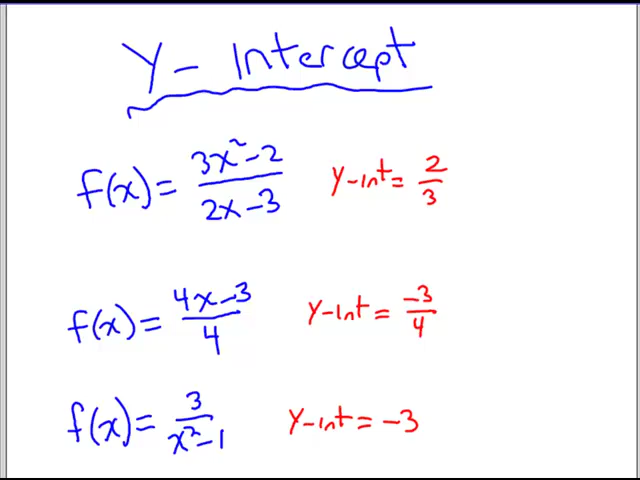 Y - Intercept
f(x) = (3x² - 2)/(2x - 3) y-int = 2/3
f(x) = (4x - 3)/4 y-int = -3/4
f(x) = 3/(x² - 1) y-int = -3